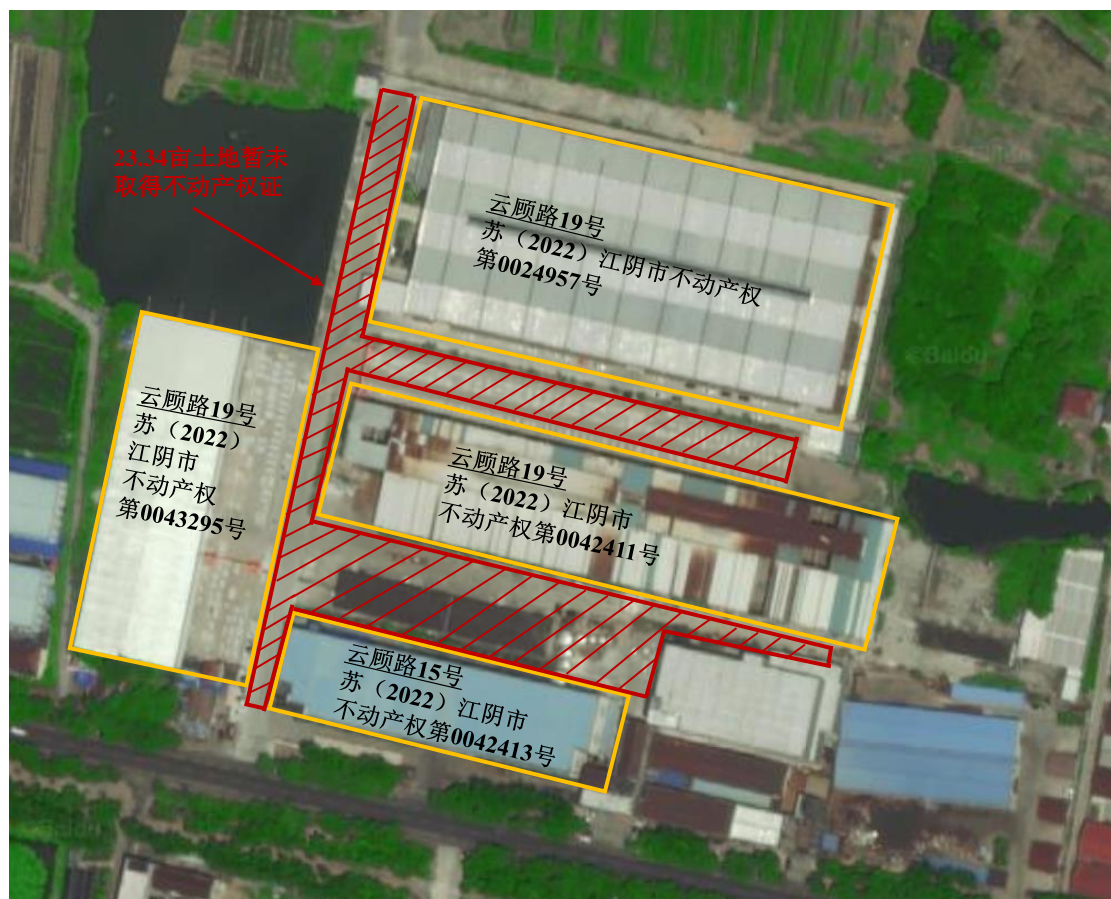 23.34亩土地暂未
取得不动产权证
云顾路19号
苏（2022）江阴市不动产权
第0024957号
云顾路19号
苏（2022）
江阴市
不动产权
第0043295号
云顾路19号
苏（2022）江阴市
不动产权第0042411号
云顾路15号
苏（2022）江阴市
不动产权第0042413号
©Baidu